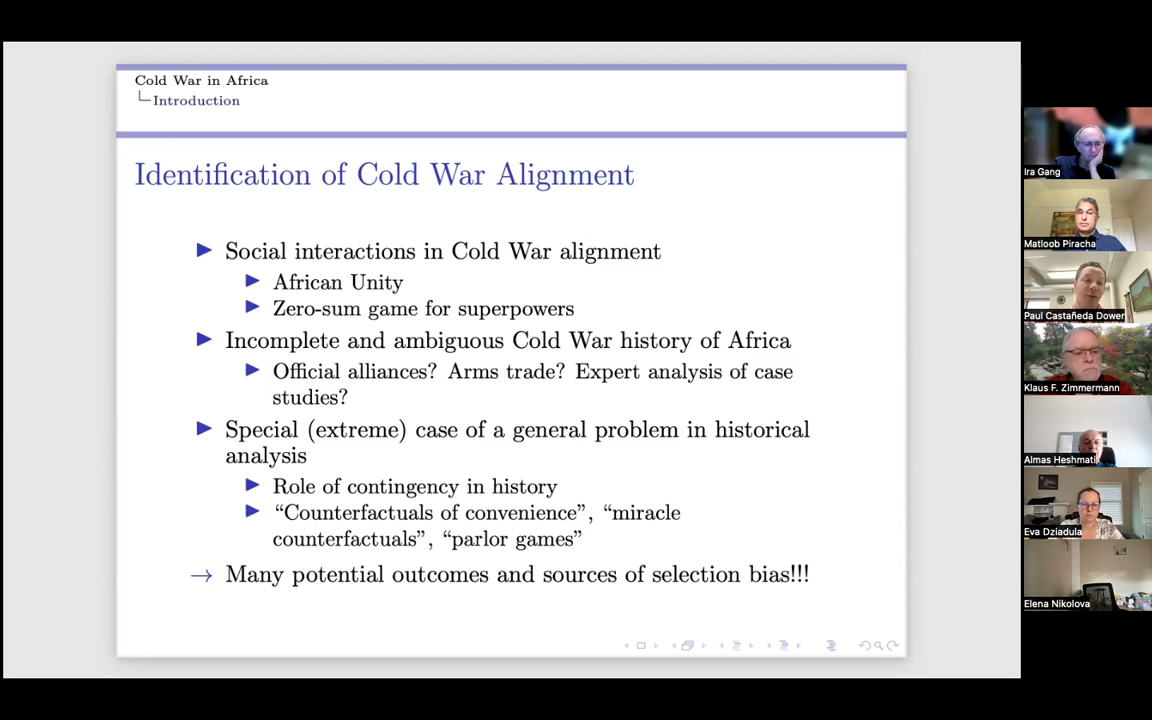 Cold War in Africa
Introduction
Identification of Cold War Alignment
Social interactions in Cold War alignment
African Unity
Zero-sum game for superpowers
Incomplete and ambiguous Cold War history of Africa
Official alliances? Arms trade? Expert analysis of case
studies?
Special (extreme) case of a general problem in historical
analysis
Role of contingency in history
“Counterfactuals of convenience”, “miracle
counterfactuals”, “parlor games”
→ Many potential outcomes and sources of selection bias!!!
Ira Gang
Matloob Piracha
Paul Castañeda Dower
Klaus F. Zimmermann
Almas Heshmati
Eva Dziadula
Elena Nikolova